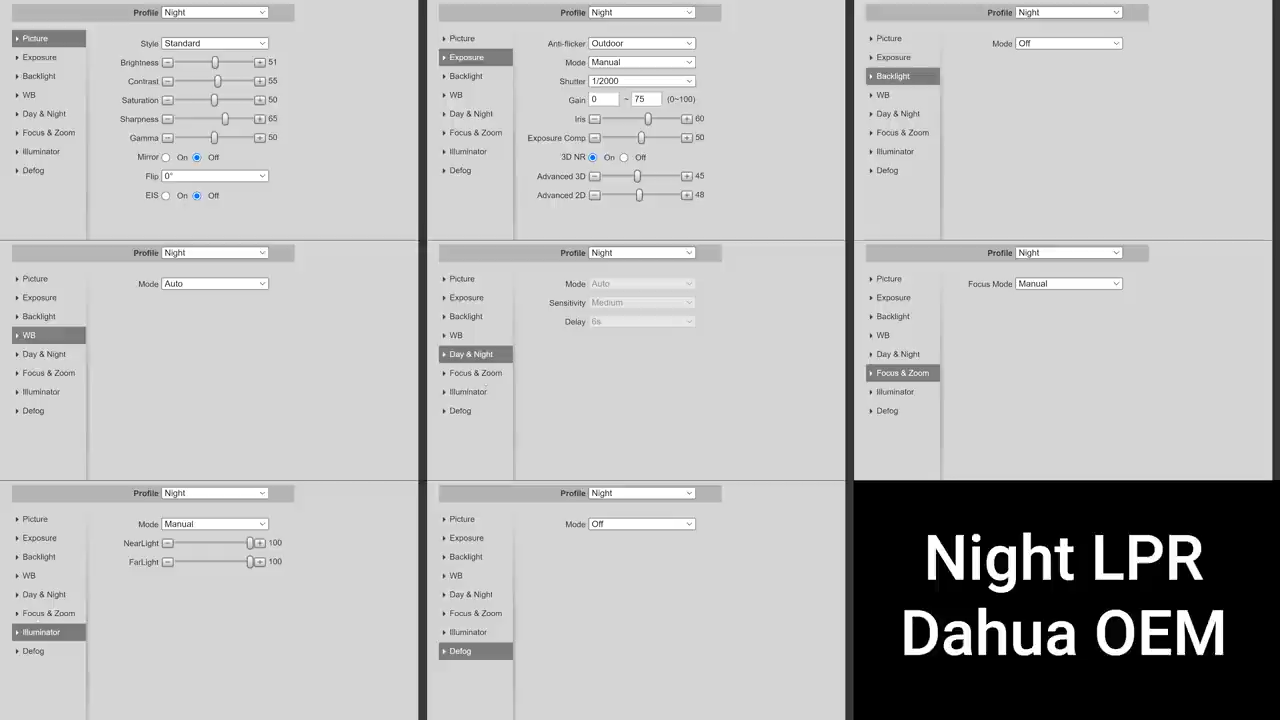 Profile Night
Picture
Exposure
Backlight
WB
Day & Night
Focus & Zoom
Illuminator
Defog
Style Standard
Brightness 51
Contrast 55
Saturation 50
Sharpness 65
Gamma 50
Mirror On Off
Flip 0°
EIS On Off
Profile Night
Picture
Exposure
Backlight
WB
Day & Night
Focus & Zoom
Illuminator
Defog
Anti-flicker Outdoor
Mode Manual
Shutter 1/2000
Gain 0 ~ 75 (0~100)
Iris 60
Exposure Comp. 50
3D NR On Off
Advanced 3D 45
Advanced 2D 48
Profile Night
Picture
Exposure
Backlight
WB
Day & Night
Focus & Zoom
Illuminator
Defog
Mode Off
Profile Night
Picture
Exposure
Backlight
WB
Day & Night
Focus & Zoom
Illuminator
Defog
Mode Auto
Profile Night
Picture
Exposure
Backlight
WB
Day & Night
Focus & Zoom
Illuminator
Defog
Mode Auto
Sensitivity Medium
Delay 6s
Profile Night
Picture
Exposure
Backlight
WB
Day & Night
Focus & Zoom
Illuminator
Defog
Focus Mode Manual
Profile Night
Picture
Exposure
Backlight
WB
Day & Night
Focus & Zoom
Illuminator
Defog
Mode Manual
NearLight 100
FarLight 100
Profile Night
Picture
Exposure
Backlight
WB
Day & Night
Focus & Zoom
Illuminator
Defog
Mode Off
Night LPR
Dahua OEM